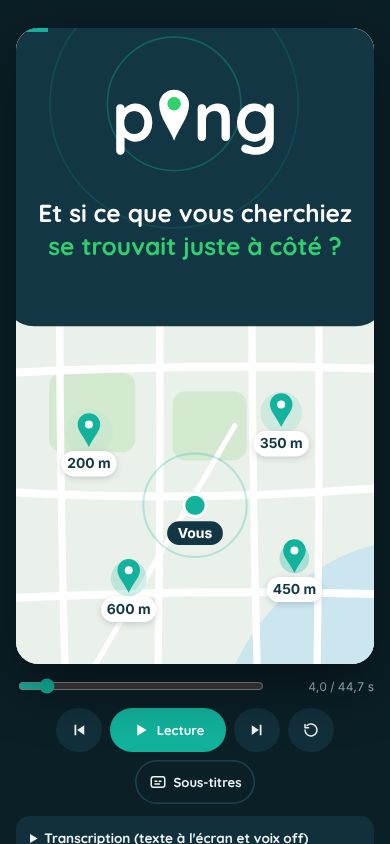 ping
Et si ce que vous cherchiez
se trouvait juste à côté ?
200 m
350 m
Vous
450 m
600 m
4,0 / 44,7 s
Lecture
Sous-titres
Transcription (texte à l'écran et voix off)